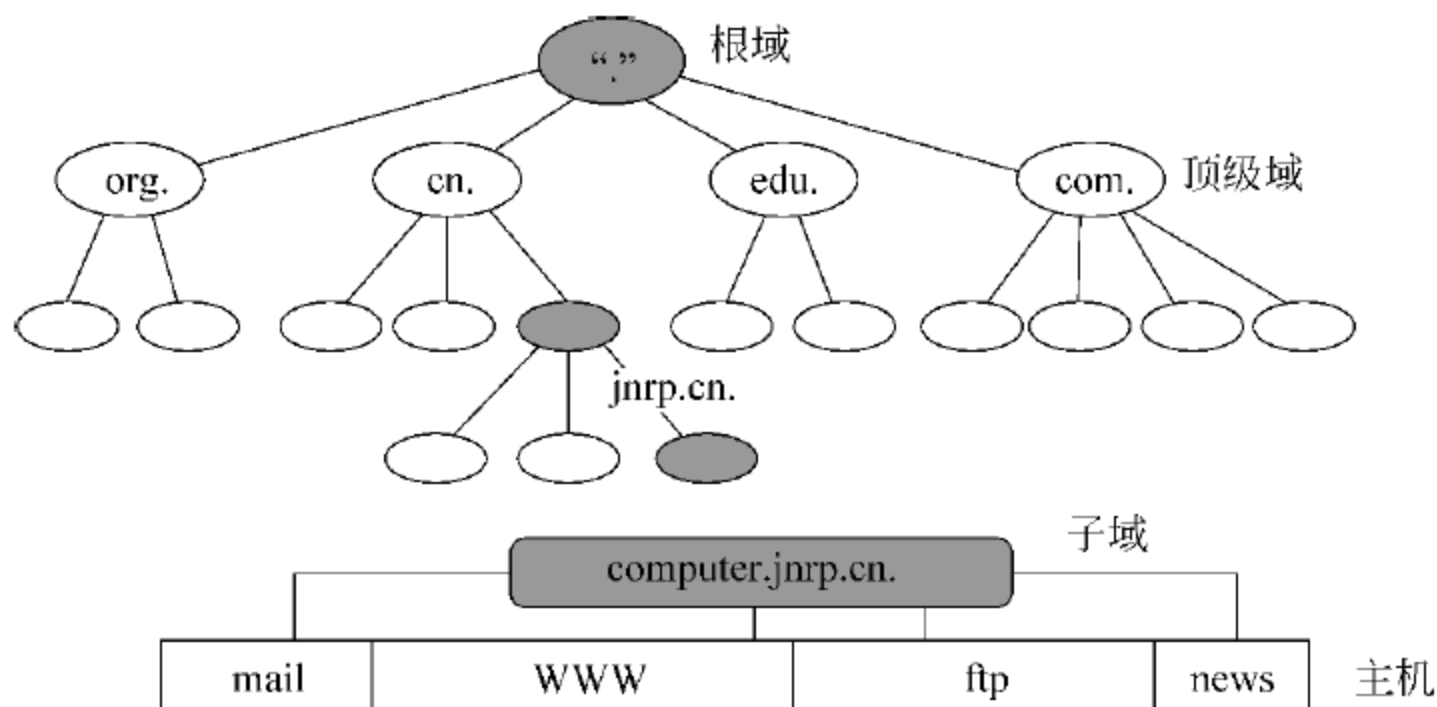 “.”
根域
org.
cn.
edu.
com.
顶级域
jnrp.cn.
子域
computer.jnrp.cn.
mail
WWW
ftp
news
主机